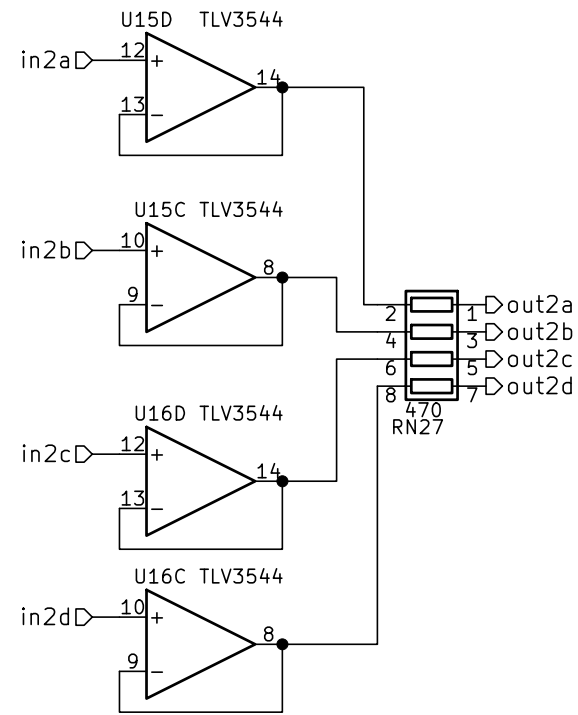 U15D TLV3544
in2a
12
+
14
13
−
U15C TLV3544
in2b
10
+
8
9
−
2
1
out2a
4
3
out2b
6
5
out2c
8
7
out2d
470
RN27
U16D TLV3544
in2c
12
+
14
13
−
U16C TLV3544
in2d
10
+
8
9
−